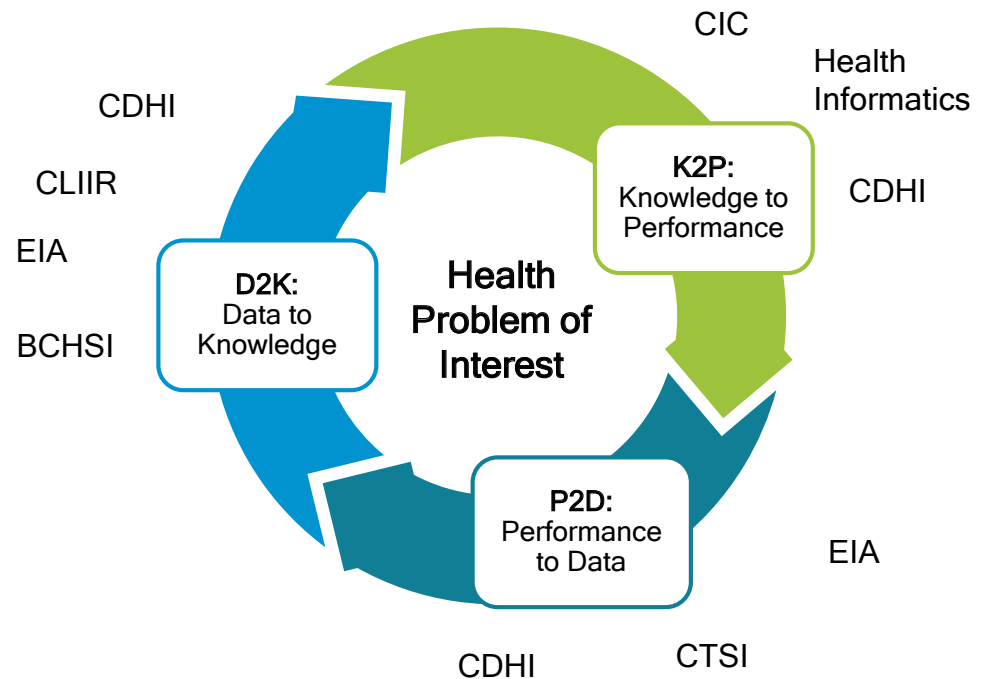 CIC
Health
Informatics
CDHI
K2P:
Knowledge to
Performance
CDHI
CLIIR
EIA
BCHSI
D2K:
Data to
Knowledge
Health
Problem of
Interest
P2D:
Performance
to Data
EIA
CTSI
CDHI